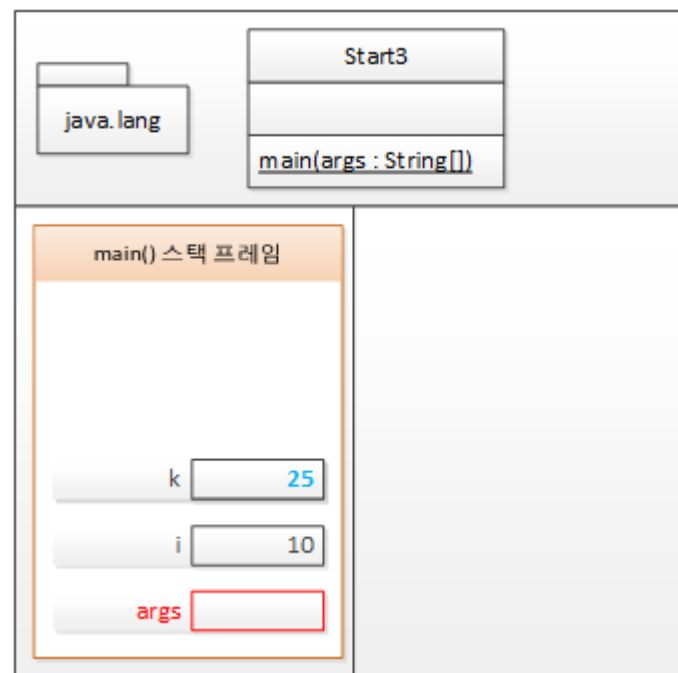 java.lang
Start3
main(args : String[])
main() 스택 프레임
k 25
i 10
args